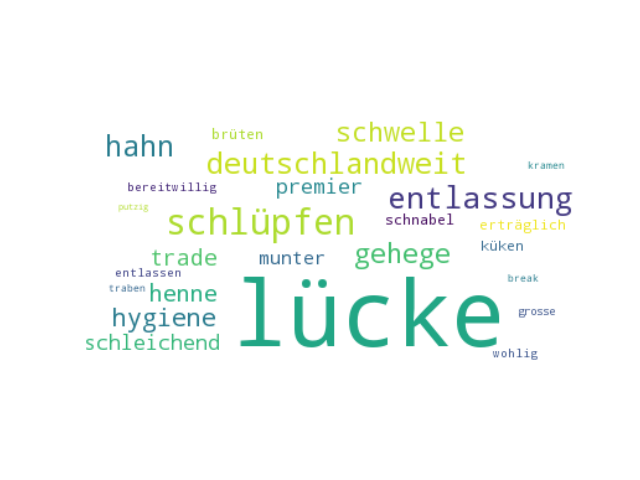 schwelle
brüten
hahn
deutschlandweit
kramen
bereitwillig
premier
entlassung
putzig
schlüpfen
schnabel
erträglich
küken
trade
munter
gehege
entlassen
break
traben
henne
lücke
hygiene
grosse
schleichend
wohlig